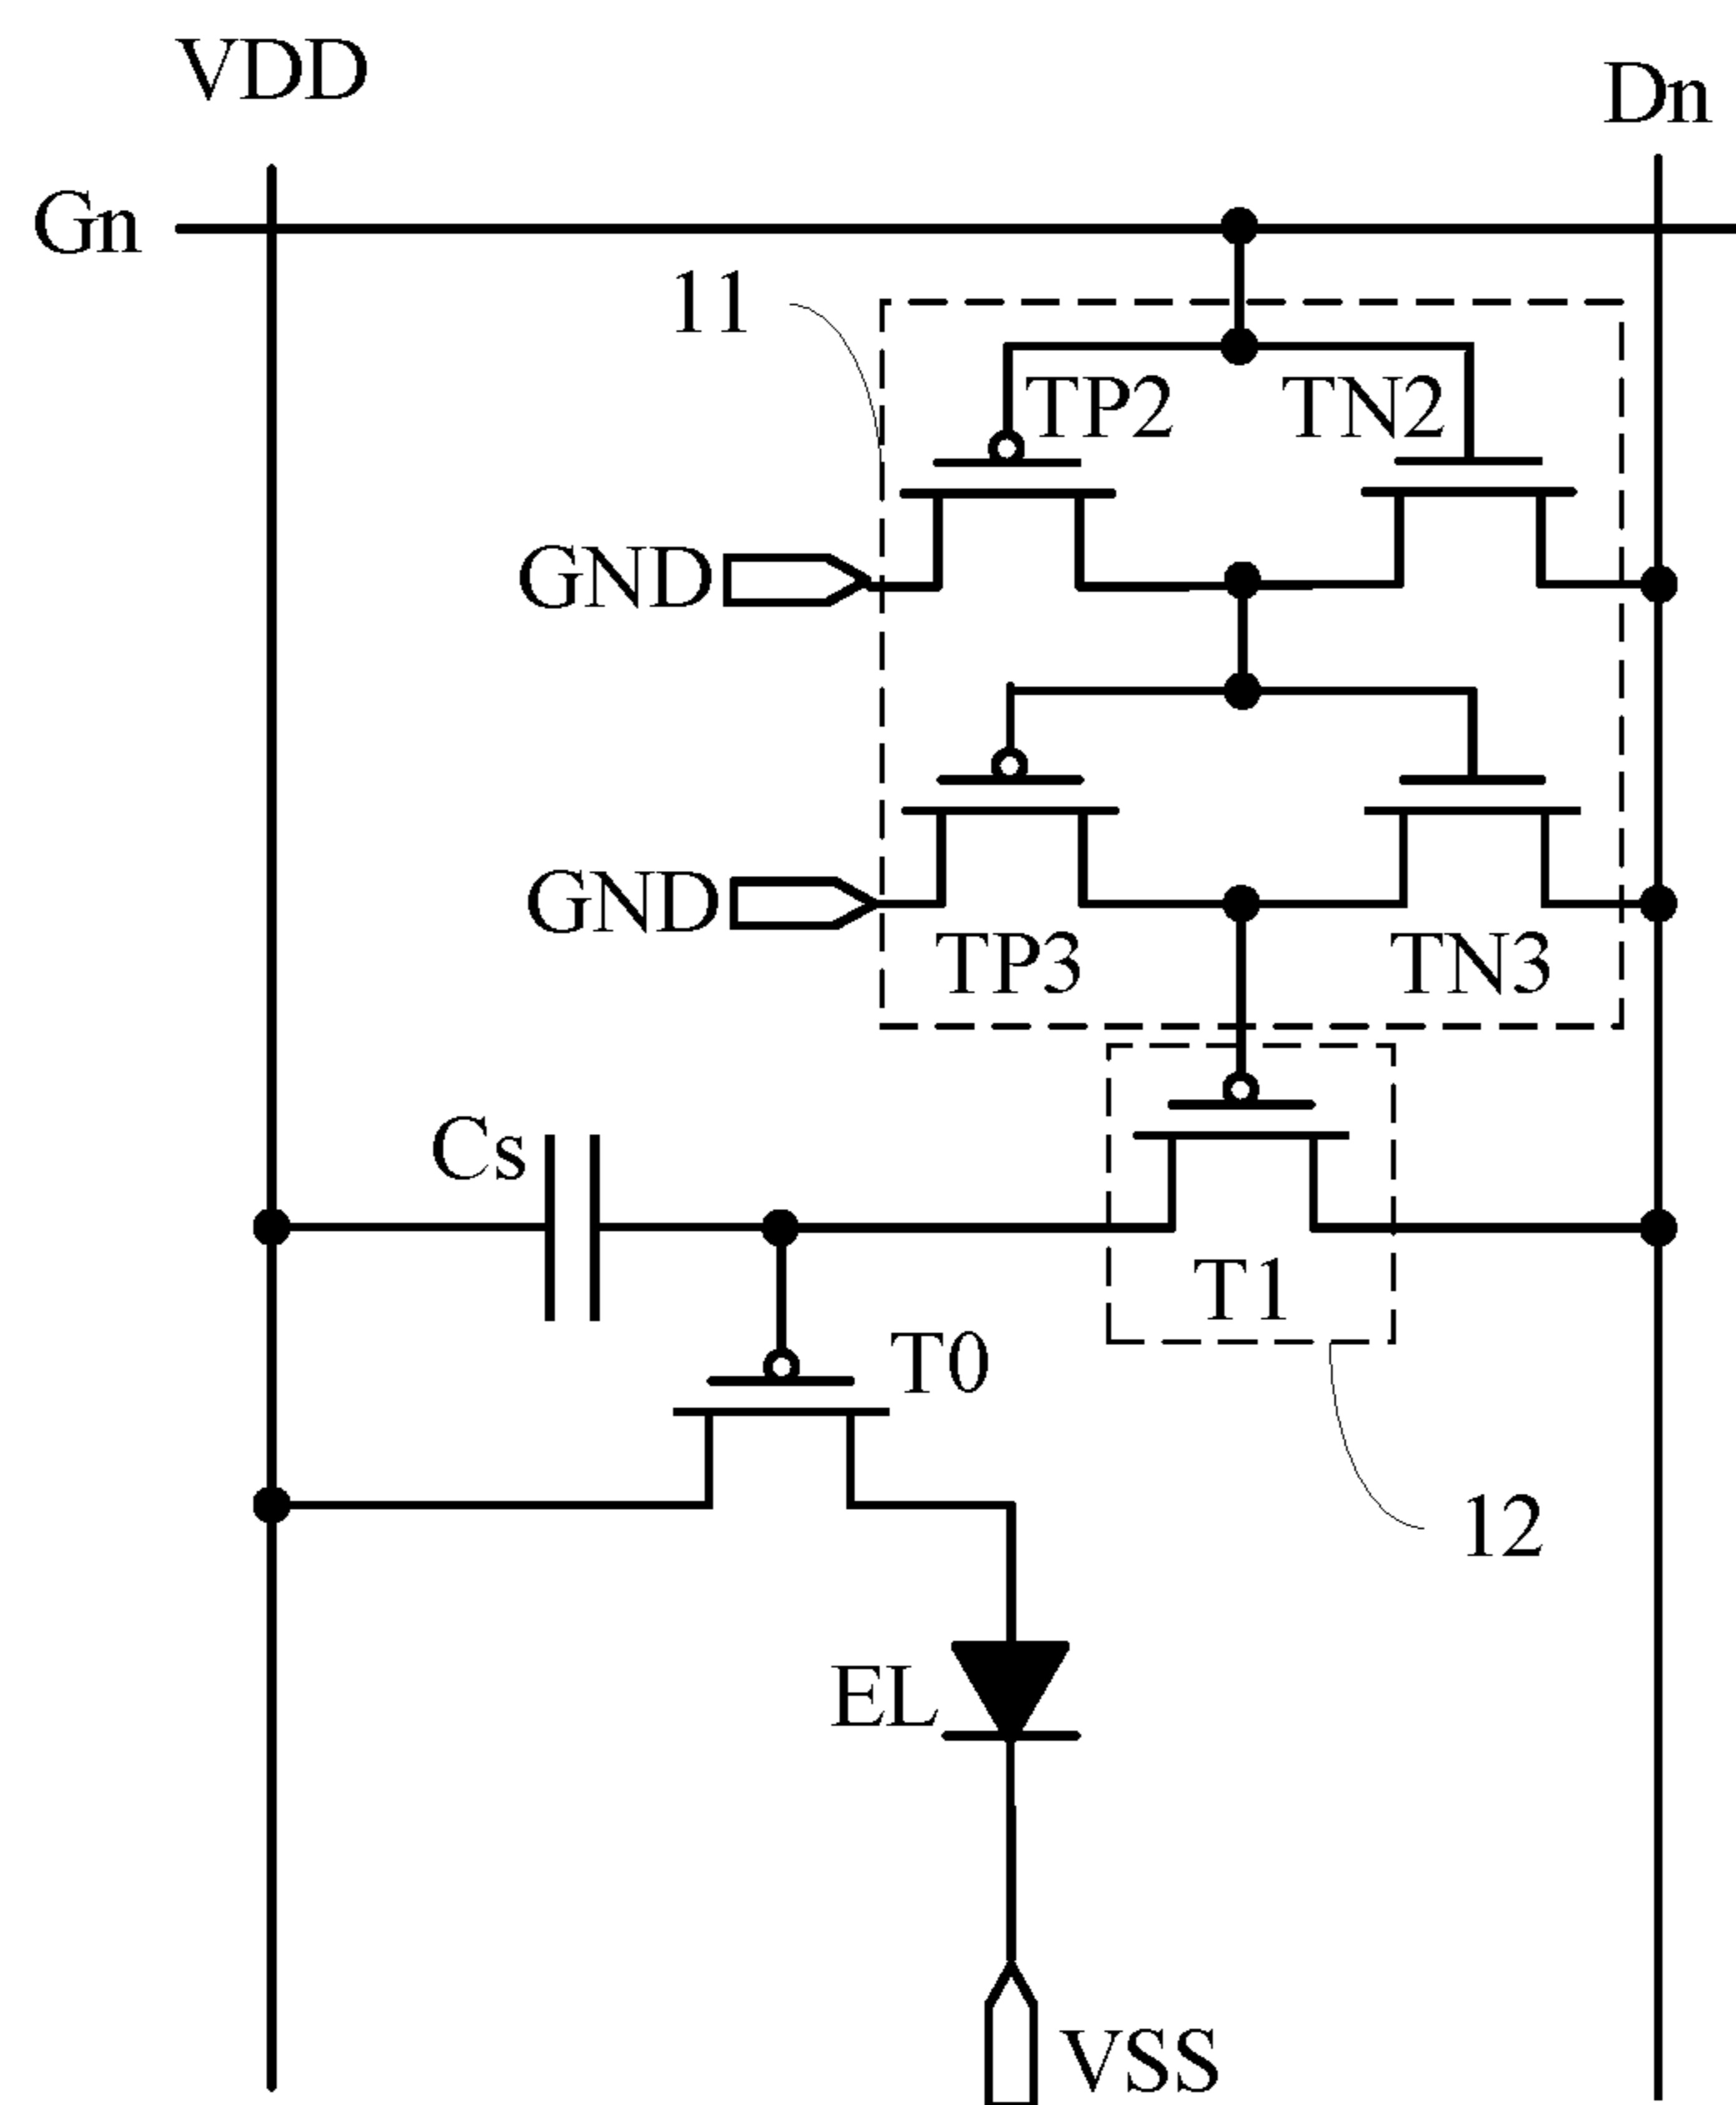 VDD
Dn
Gn
11
TP2
TN2
GND
GND
TP3
TN3
Cs
T1
T0
12
EL
VSS